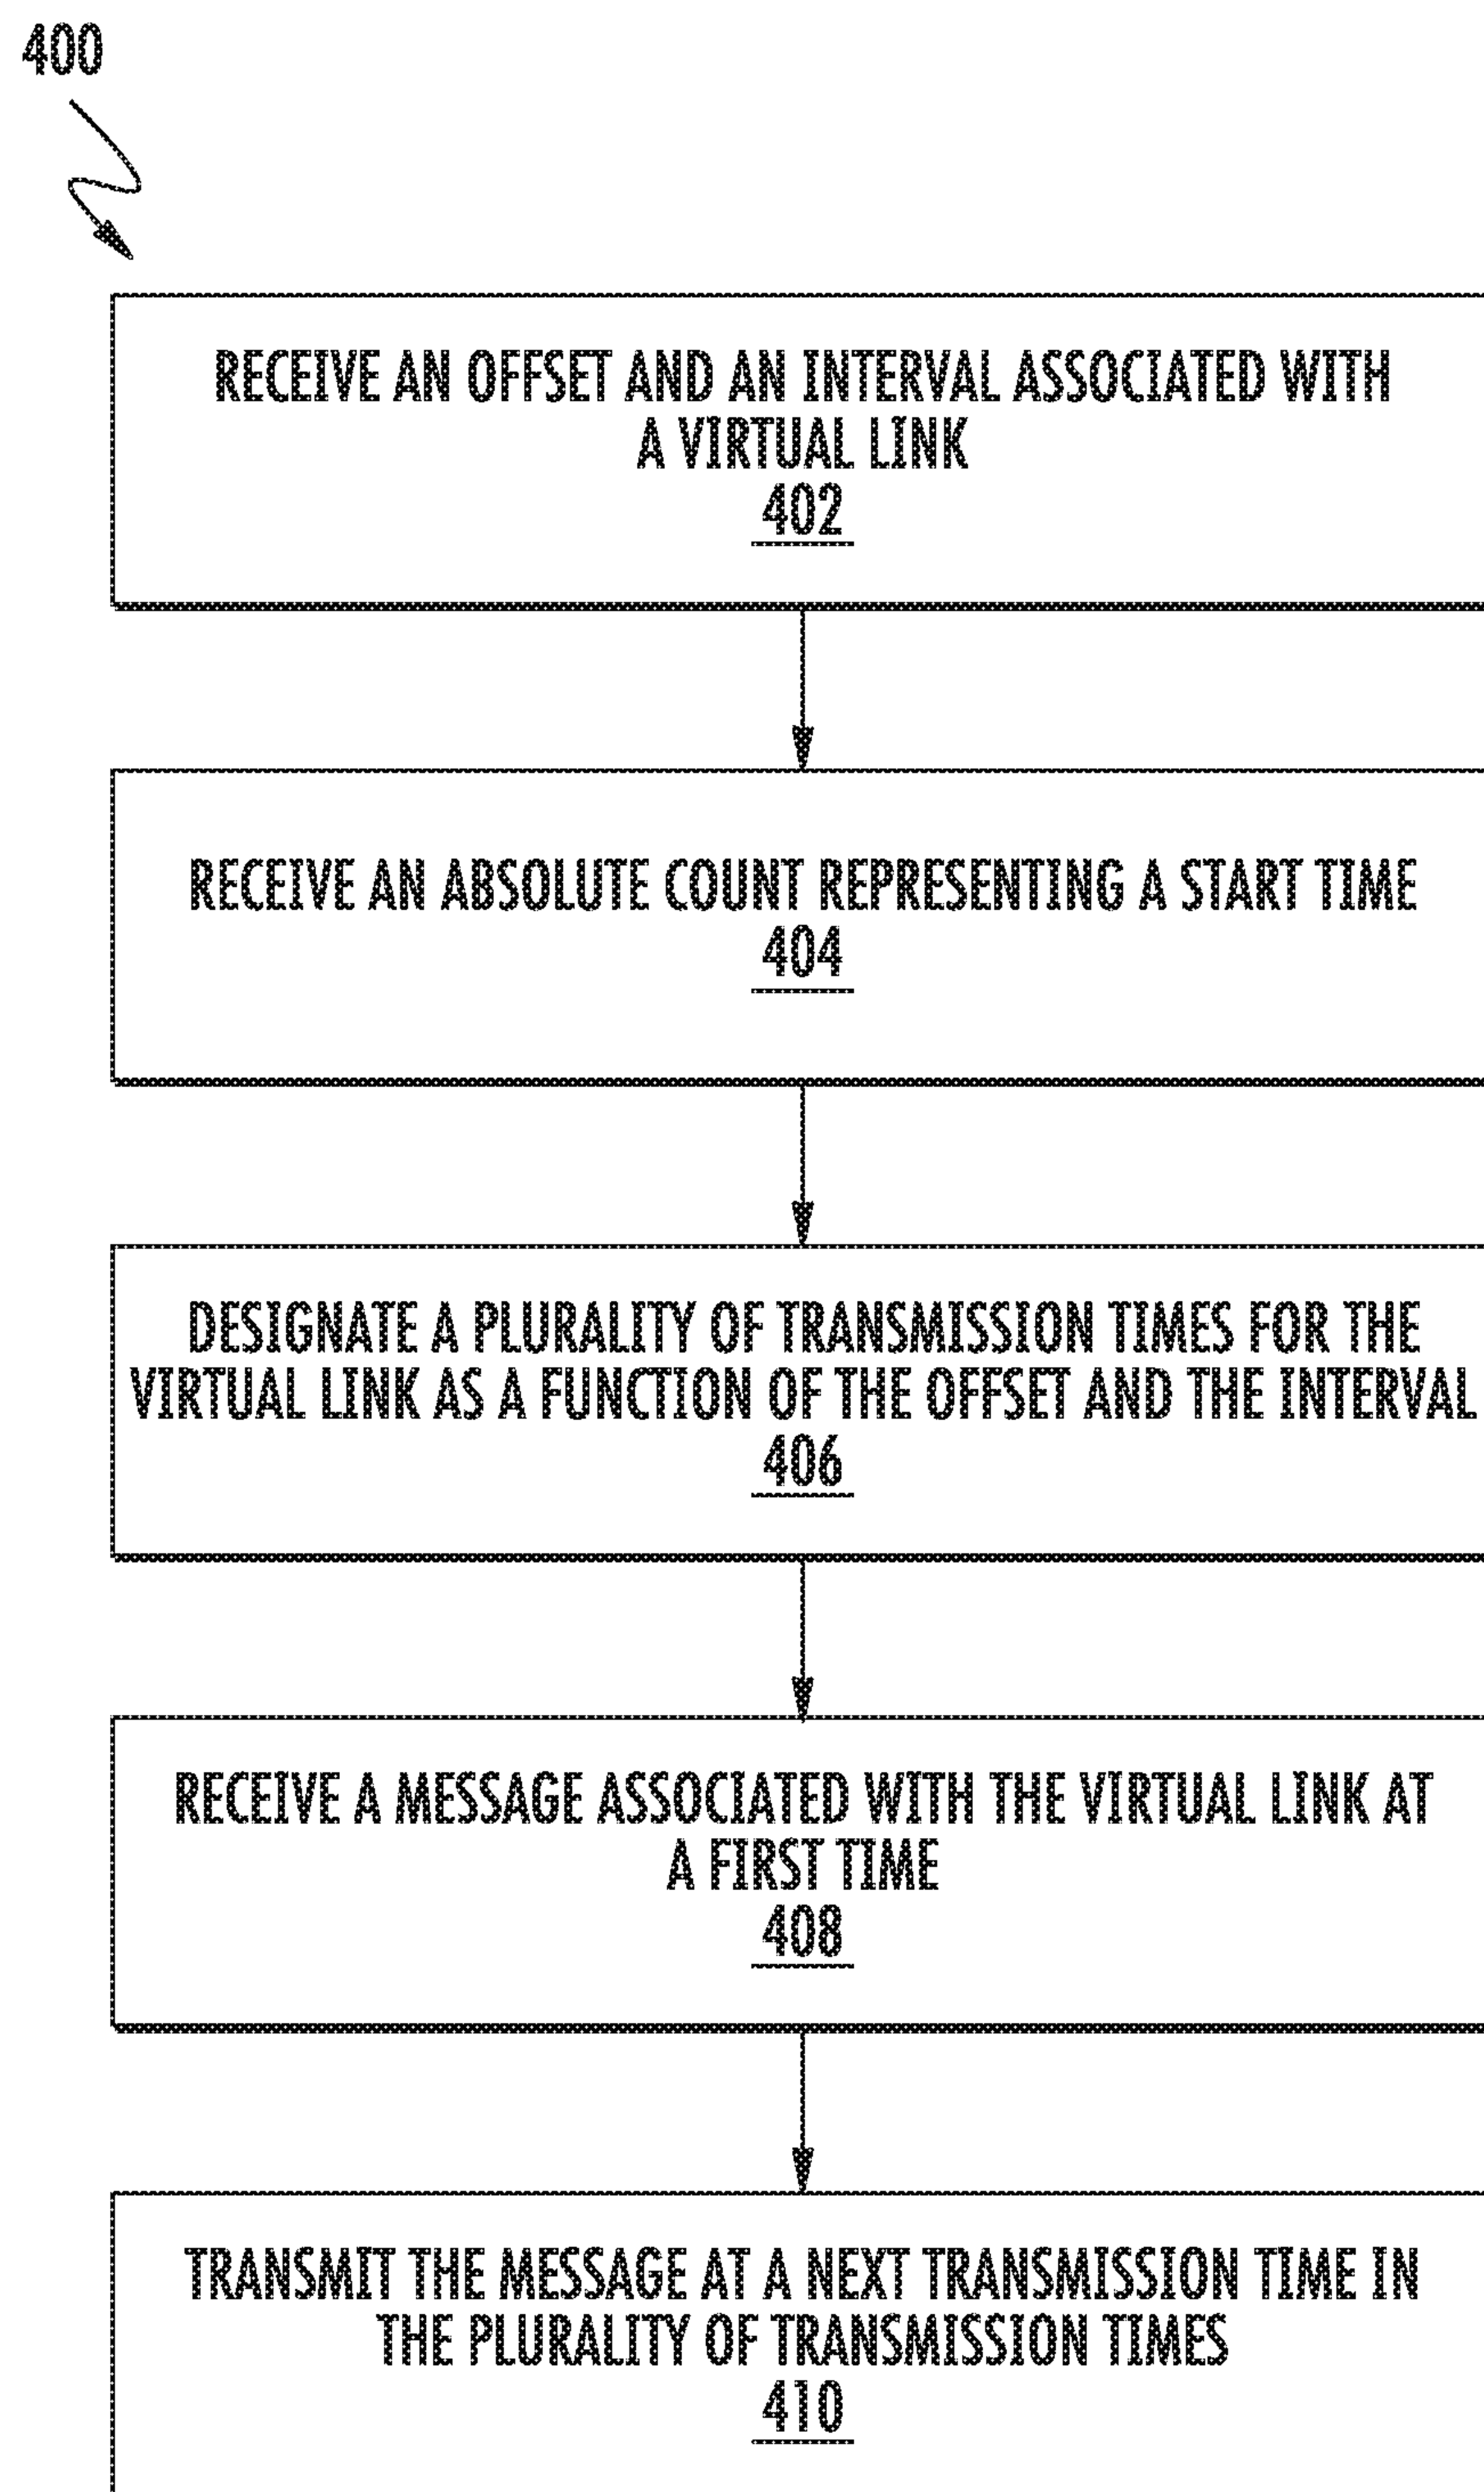 400
RECEIVE AN OFFSET AND AN INTERVAL ASSOCIATED WITH
A VIRTUAL LINK
402
RECEIVE AN ABSOLUTE COUNT REPRESENTING A START TIME
404
DESIGNATE A PLURALITY OF TRANSMISSION TIMES FOR THE
VIRTUAL LINK AS A FUNCTION OF THE OFFSET AND THE INTERVAL
406
RECEIVE A MESSAGE ASSOCIATED WITH THE VIRTUAL LINK AT
A FIRST TIME
408
TRANSMIT THE MESSAGE AT A NEXT TRANSMISSION TIME IN
THE PLURALITY OF TRANSMISSION TIMES
410